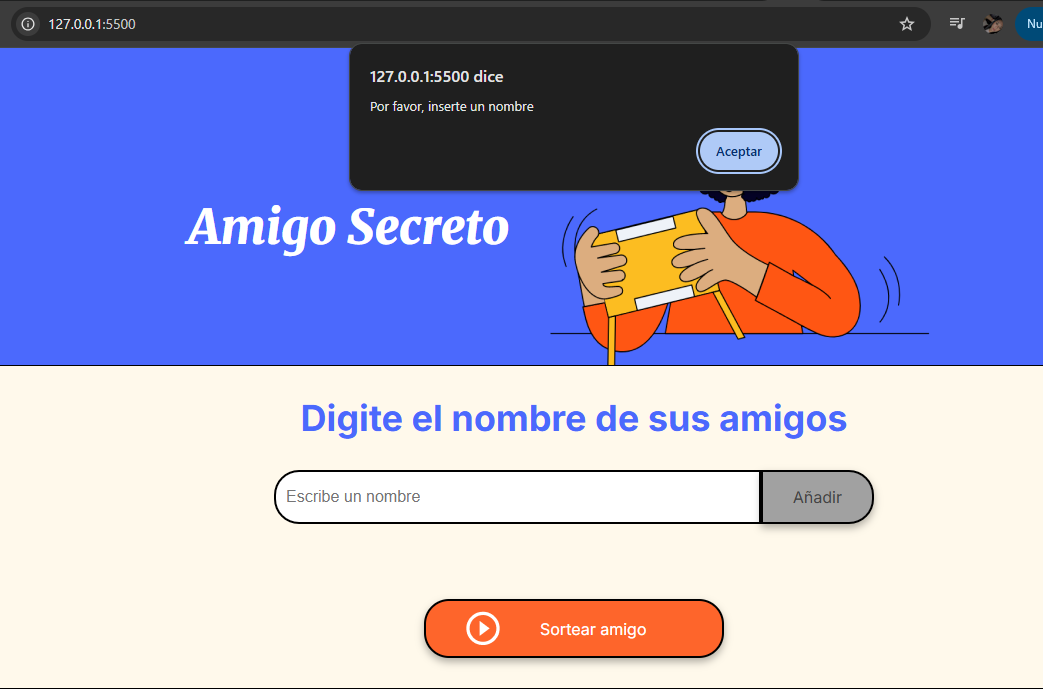 127.0.0.1:5500
Nu
127.0.0.1:5500 dice
Por favor, inserte un nombre
Aceptar
Amigo Secreto
Digite el nombre de sus amigos
Escribe un nombre
Añadir
Sortear amigo